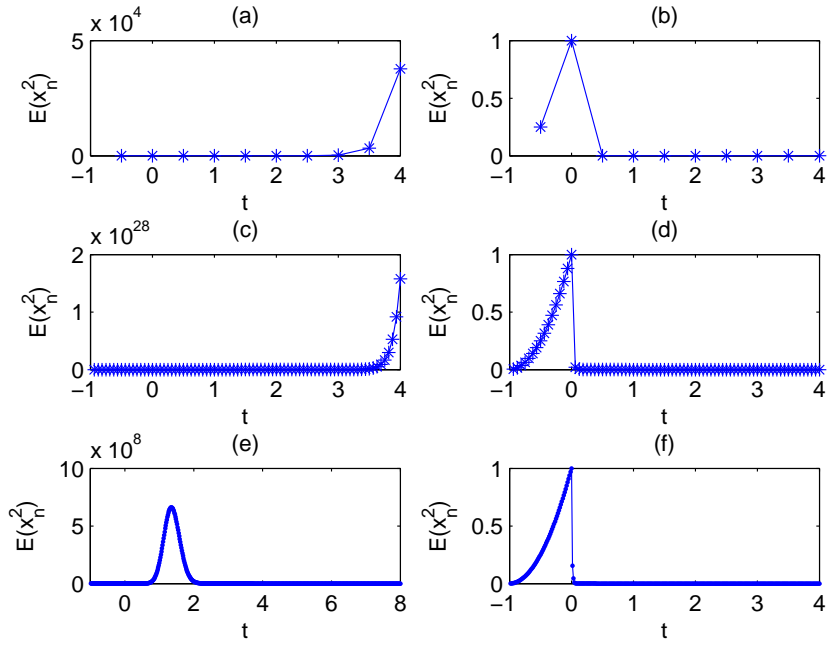 (a)
x 10^4
5
0
E(x_n^2)
−1 0 1 2 3 4
t
(b)
1
0.5
0
E(x_n^2)
−1 0 1 2 3 4
t
(c)
x 10^28
2
1
0
E(x_n^2)
−1 0 1 2 3 4
t
(d)
1
0.5
0
E(x_n^2)
−1 0 1 2 3 4
t
(e)
x 10^8
10
5
0
E(x_n^2)
0 2 4 6 8
t
(f)
1
0.5
0
E(x_n^2)
−1 0 1 2 3 4
t